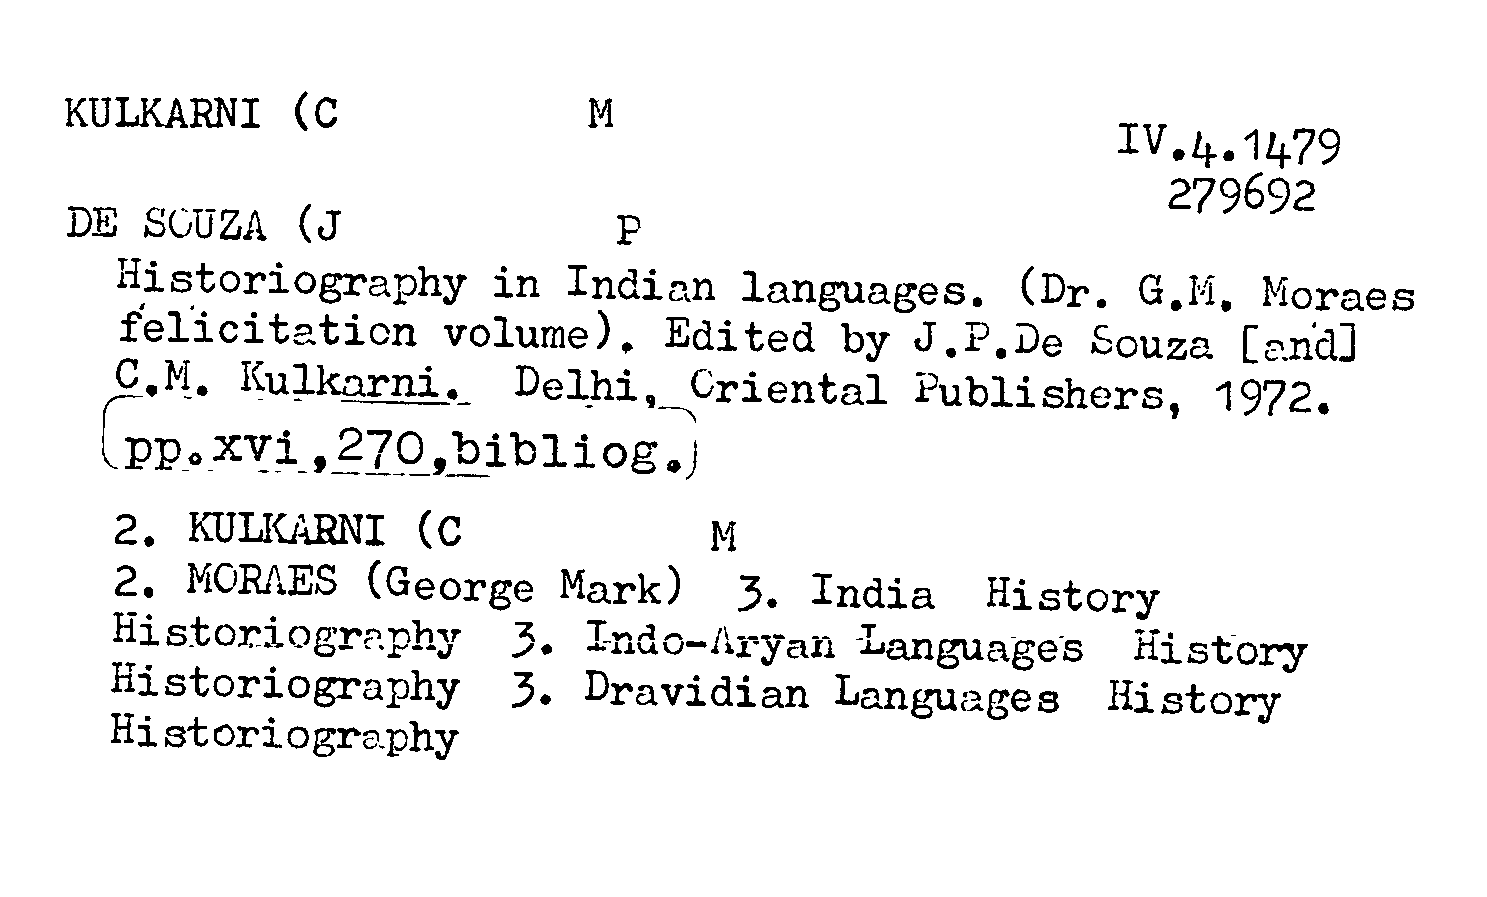 KULKARNI (C M
IV.4.1479
279692
DE SOUZA (J P
Historiography in Indian languages. (Dr. G.M. Moraes
felicitation volume). Edited by J.P.De Souza [and]
C.M. Kulkarni. Delhi, Oriental Publishers, 1972.
pp.xvi,270,bibliog.
2. KULKARNI (C M
2. MORAES (George Mark) 3. India History
Historiography 3. Indo-Aryan Languages History
Historiography 3. Dravidian Languages History
Historiography